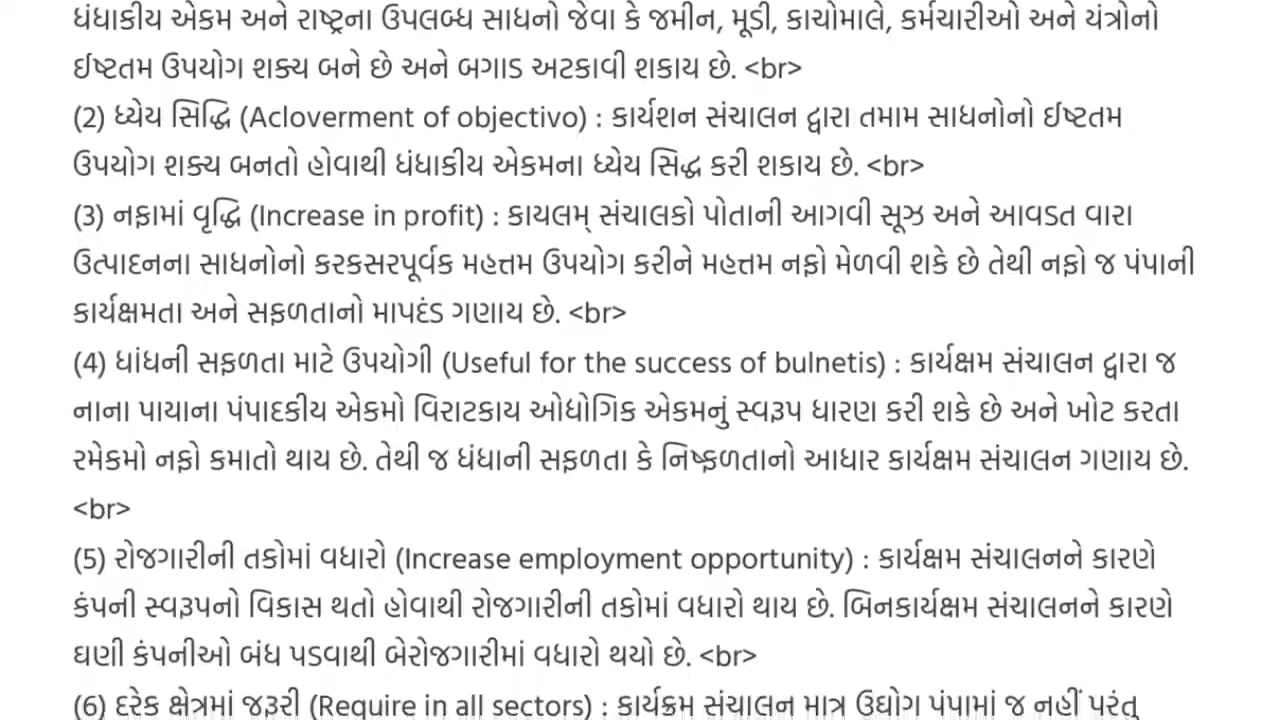 ધંધાકીય એકમ અને રાષ્ટ્રના ઉપલબ્ધ સાધનો જેવા કે જમીન, મૂડી, કાચોમાલે, કર્મચારીઓ અને યંત્રોનો
ઈષ્ટતમ ઉપયોગ શક્ય બને છે અને બગાડ અટકાવી શકાય છે. <br>
(2) ધ્યેય સિદ્ધિ (Acloverment of objectivo) : કાર્યશન સંચાલન દ્વારા તમામ સાધનોનો ઈષ્ટતમ
ઉપયોગ શક્ય બનતો હોવાથી ધંધાકીય એકમના ધ્યેય સિદ્ધ કરી શકાય છે. <br>
(3) નફામાં વૃદ્ધિ (Increase in profit) : કાયલમ્ સંચાલકો પોતાની આગવી સૂઝ અને આવડત વારા
ઉત્પાદનના સાધનોનો કરકસરપૂર્વક મહત્તમ ઉપયોગ કરીને મહત્તમ નફો મેળવી શકે છે તેથી નફો જ પંપાની
કાર્યક્ષમતા અને સફળતાનો માપદંડ ગણાય છે. <br>
(4) ધાંધની સફળતા માટે ઉપયોગી (Useful for the success of bulnetis) : કાર્યક્ષમ સંચાલન દ્વારા જ
નાના પાયાના પંપાદકીય એકમો વિરાટકાય ઓદ્યોગિક એકમનું સ્વરૂપ ધારણ કરી શકે છે અને ખોટ કરતા
રમેકમો નફો કમાતો થાય છે. તેથી જ ધંધાની સફળતા કે નિષ્ફળતાનો આધાર કાર્યક્ષમ સંચાલન ગણાય છે.
<br>
(5) રોજગારીની તકોમાં વધારો (Increase employment opportunity) : કાર્યક્ષમ સંચાલનને કારણે
કંપની સ્વરૂપનો વિકાસ થતો હોવાથી રોજગારીની તકોમાં વધારો થાય છે. બિનકાર્યક્ષમ સંચાલનને કારણે
ઘણી કંપનીઓ બંધ પડવાથી બેરોજગારીમાં વધારો થયો છે. <br>
(6) દરેક ક્ષેત્રમાં જરૂરી (Require in all sectors) : કાર્યક્રમ સંચાલન માત્ર ઉદ્યોગ પંપામાં જ નહીં પરંતુ